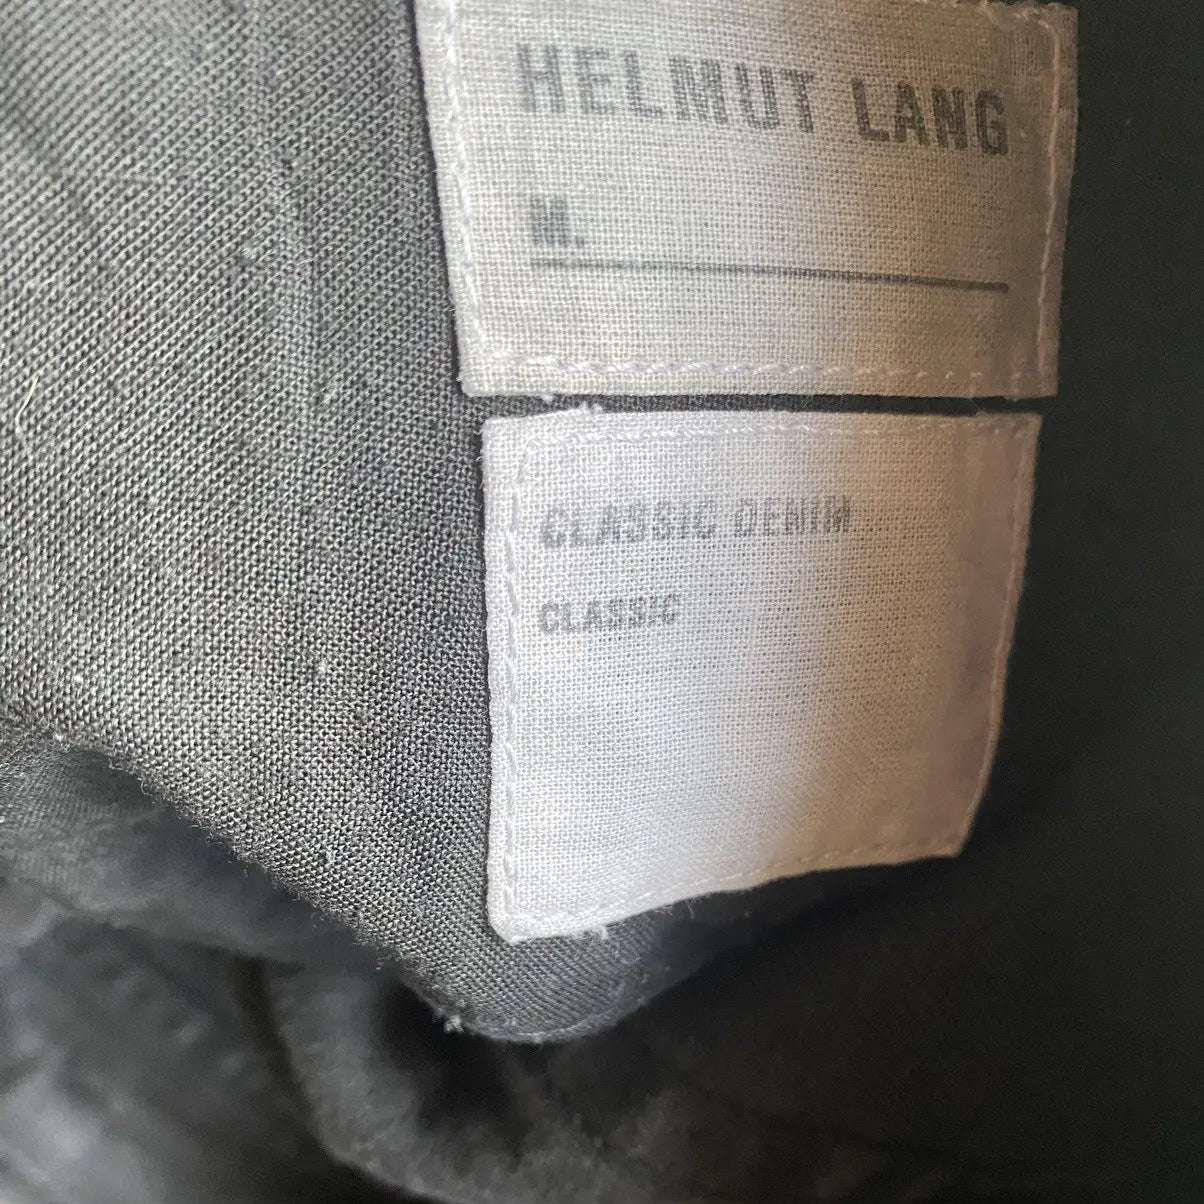 HELMUT LANG
M.
CLASSIC DENIM
CLASSIC